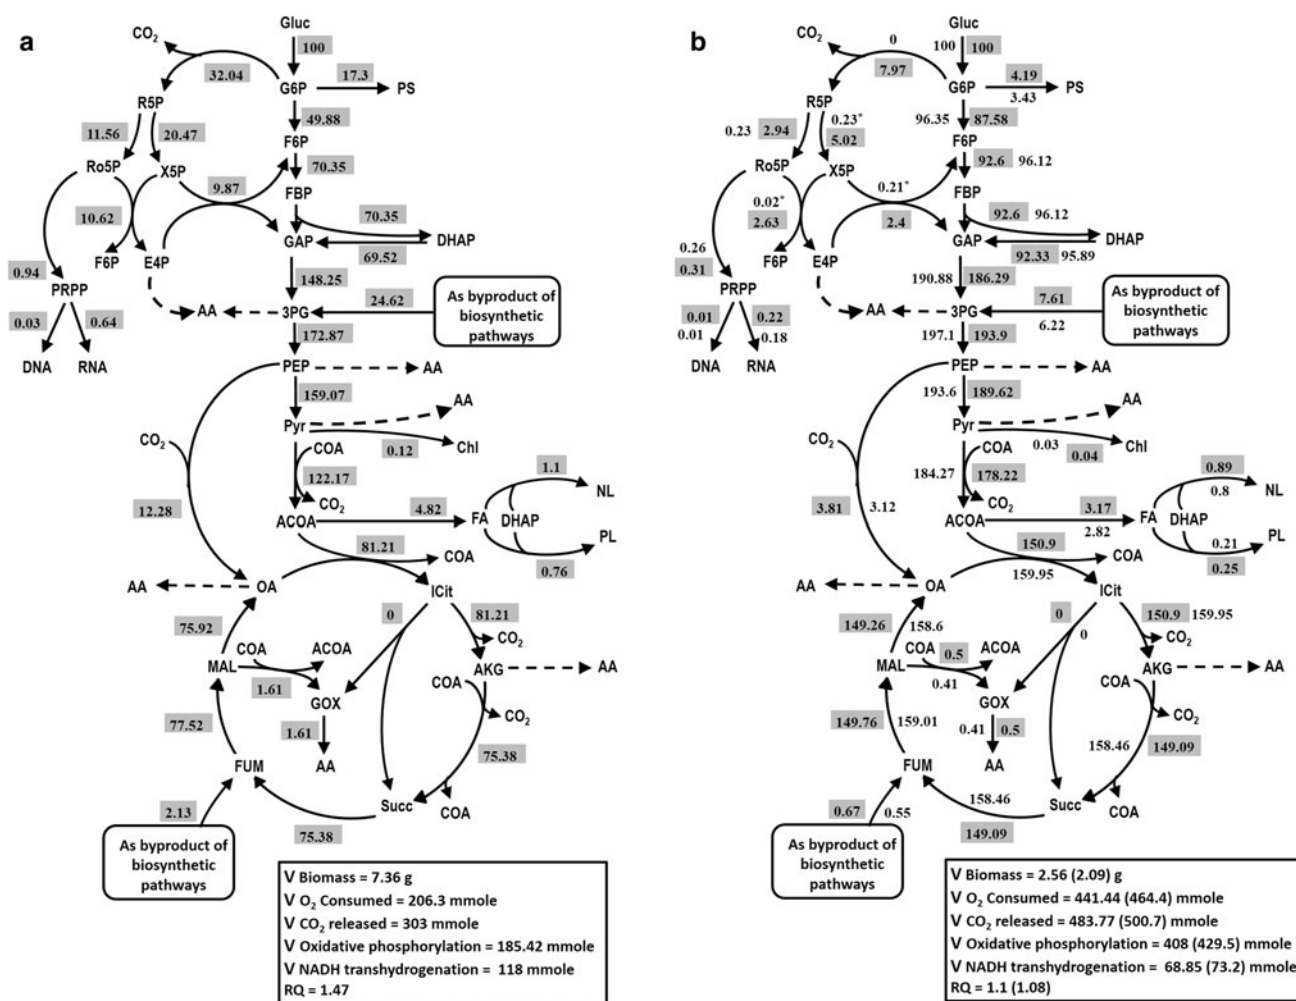 a
Gluc
CO2
100
32.04
17.3
G6P
PS
R5P
49.88
11.56
20.47
F6P
Ro5P
X5P
70.35
9.87
FBP
10.62
70.35
GAP
DHAP
F6P
E4P
69.52
0.94
148.25
PRPP
24.62
As byproduct of
biosynthetic
pathways
AA
3PG
0.03
0.64
172.87
DNA
RNA
PEP
AA
159.07
AA
Pyr
CO2
COA
0.12
Chl
122.17
1.1
CO2
NL
12.28
ACOA
4.82
FA
DHAP
PL
81.21
COA
0.76
AA
OA
ICit
0
81.21
75.92
COA
ACOA
CO2
MAL
AKG
AA
1.61
GOX
COA
CO2
77.52
1.61
75.38
FUM
AA
Succ
COA
2.13
75.38
As byproduct of
biosynthetic
pathways
V Biomass = 7.36 g
V O2 Consumed = 206.3 mmole
V CO2 released = 303 mmole
V Oxidative phosphorylation = 185.42 mmole
V NADH transhydrogenation = 118 mmole
RQ = 1.47
b
Gluc
CO2
0
100 100
7.97
4.19
G6P
PS
3.43
R5P
0.23*
96.35 87.58
0.23 2.94
5.02
F6P
Ro5P
X5P
92.6 96.12
0.21*
FBP
0.02*
2.63
2.4
92.6 96.12
GAP
DHAP
F6P
E4P
92.33 95.89
0.26
0.31
190.88 186.29
PRPP
7.61
As byproduct of
biosynthetic
pathways
AA
3PG
6.22
0.01
0.01
0.22
0.18
197.1 193.9
DNA
RNA
PEP
AA
193.6 189.62
AA
Pyr
CO2
COA
0.03
0.04
Chl
184.27 178.22
0.89
CO2
NL
0.8
3.81
3.12
ACOA
3.17
2.82
FA
DHAP
PL
0.21
0.25
150.9
COA
159.95
AA
OA
ICit
0
0
150.9 159.95
149.26 158.6
COA
0.5
ACOA
CO2
MAL
AKG
AA
0.41
GOX
COA
CO2
149.76 159.01
0.41 0.5
158.46
149.09
FUM
AA
Succ
COA
0.67
0.55
158.46
149.09
As byproduct of
biosynthetic
pathways
V Biomass = 2.56 (2.09) g
V O2 Consumed = 441.44 (464.4) mmole
V CO2 released = 483.77 (500.7) mmole
V Oxidative phosphorylation = 408 (429.5) mmole
V NADH transhydrogenation = 68.85 (73.2) mmole
RQ = 1.1 (1.08)